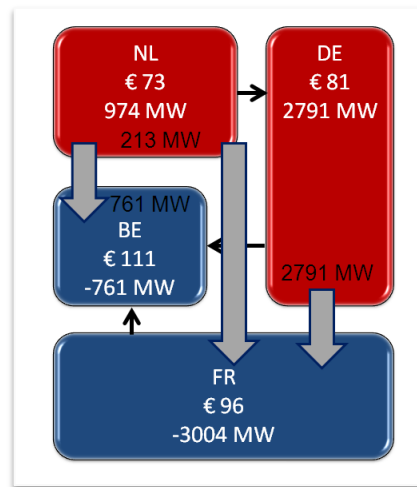 NL
€ 73
974 MW
213 MW
DE
€ 81
2791 MW
761 MW
BE
€ 111
-761 MW
2791 MW
FR
€ 96
-3004 MW